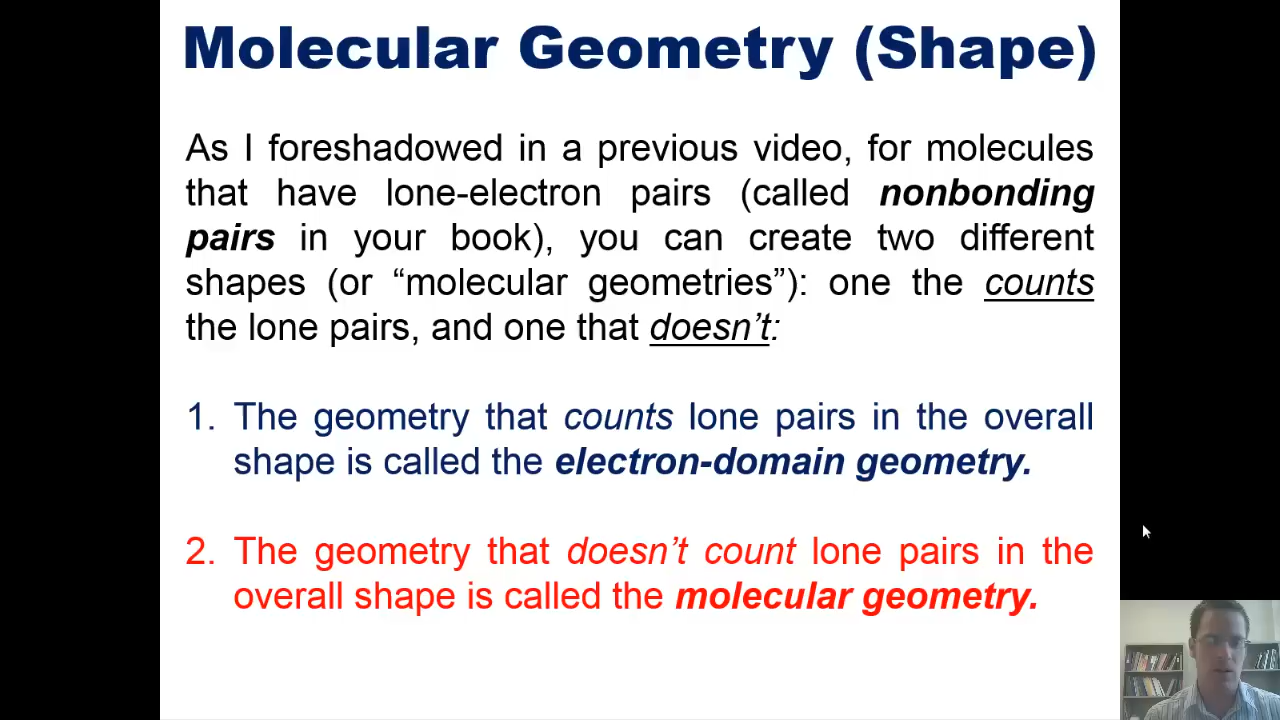 Molecular Geometry (Shape)
As I foreshadowed in a previous video, for molecules
that have lone-electron pairs (called nonbonding
pairs in your book), you can create two different
shapes (or “molecular geometries”): one the counts
the lone pairs, and one that doesn’t:
1. The geometry that counts lone pairs in the overall
shape is called the electron-domain geometry.
2. The geometry that doesn’t count lone pairs in the
overall shape is called the molecular geometry.